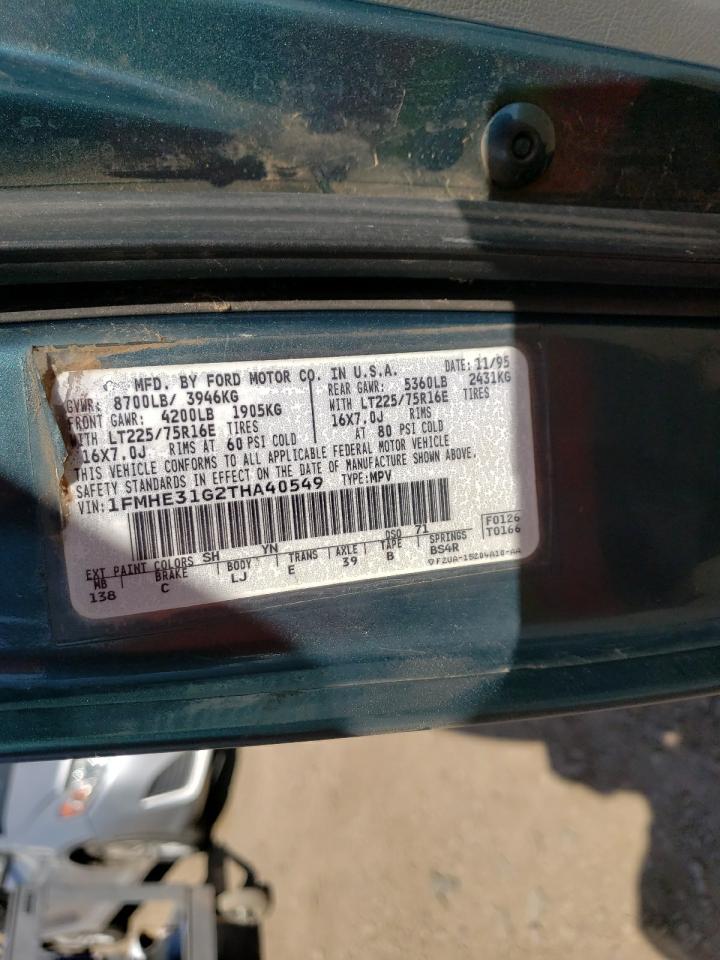 MFD. BY FORD MOTOR CO. IN U.S.A.
DATE: 11/95
GVWR: 8700LB/ 3946KG
FRONT GAWR: 4200LB 1905KG
WITH LT225/75R16E TIRES
16X7.0J RIMS AT 60 PSI COLD
REAR GAWR: 5360LB 2431KG
WITH LT225/75R16E TIRES
16X7.0J RIMS
AT 80 PSI COLD
THIS VEHICLE CONFORMS TO ALL APPLICABLE FEDERAL MOTOR VEHICLE
SAFETY STANDARDS IN EFFECT ON THE DATE OF MANUFACTURE SHOWN ABOVE.
VIN: 1FMHE31G2THA40549 TYPE: MPV
F0126
T0166
EXT PAINT COLORS SH YN DSO 71
WB BRAKE BODY TRANS AXLE TAPE SPRINGS
138 C LJ E 39 B BS4R